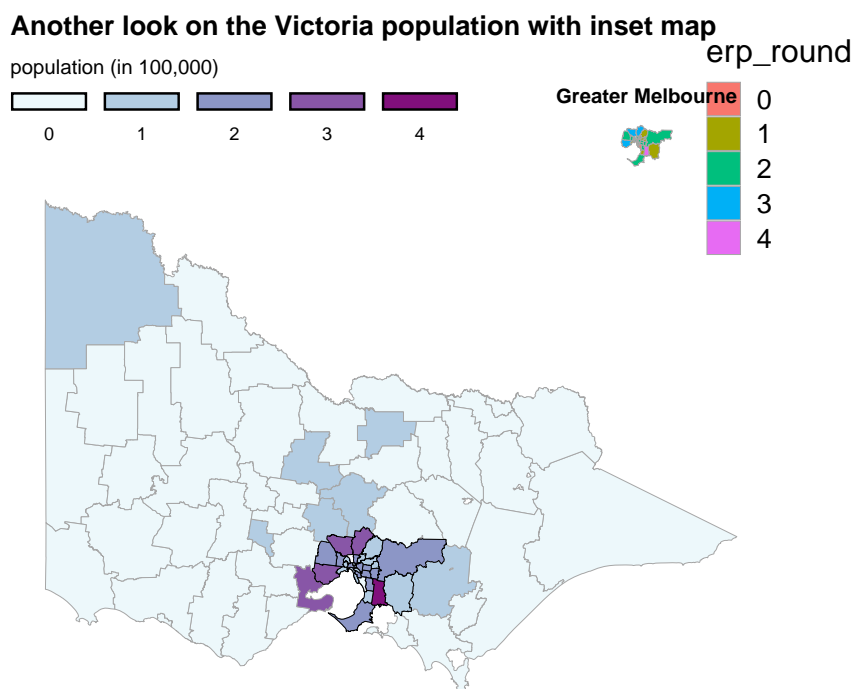 Another look on the Victoria population with inset map
population (in 100,000)
0 1 2 3 4
erp_round
Greater Melbourne
0
1
2
3
4